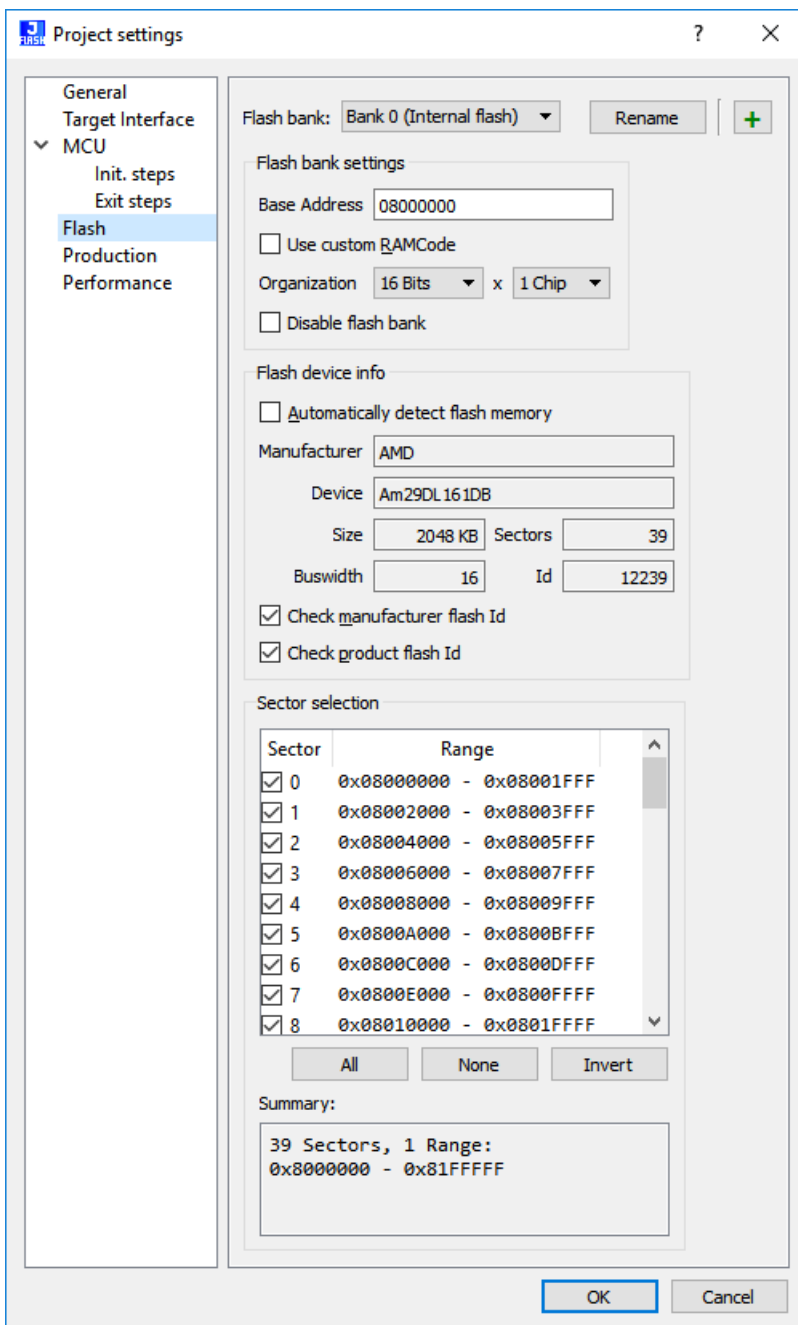 J
FLASH
Project settings
?
General
Target Interface
MCU
Init. steps
Exit steps
Flash
Production
Performance
Flash bank: Bank 0 (Internal flash) Rename +
Flash bank settings
Base Address 08000000
Use custom RAMCode
Organization 16 Bits x 1 Chip
Disable flash bank
Flash device info
Automatically detect flash memory
Manufacturer AMD
Device Am29DL161DB
Size 2048 KB Sectors 39
Buswidth 16 Id 12239
Check manufacturer flash Id
Check product flash Id
Sector selection
Sector Range
0 0x08000000 - 0x08001FFF
1 0x08002000 - 0x08003FFF
2 0x08004000 - 0x08005FFF
3 0x08006000 - 0x08007FFF
4 0x08008000 - 0x08009FFF
5 0x0800A000 - 0x0800BFFF
6 0x0800C000 - 0x0800DFFF
7 0x0800E000 - 0x0800FFFF
8 0x08010000 - 0x0801FFFF
All None Invert
Summary:
39 Sectors, 1 Range:
0x8000000 - 0x81FFFFF
OK Cancel